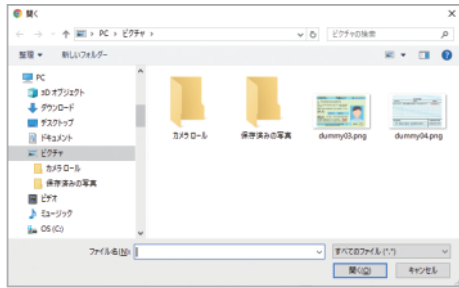 開く
PC › ピクチャ ›
ピクチャの検索
整理 ▼ 新しいフォルダー
PC
3D オブジェクト
ダウンロード
デスクトップ
ドキュメント
ピクチャ
カメラ ロール
保存済みの写真
ビデオ
ミュージック
OS (C:)
カメラ ロール
保存済みの写真
dummy03.png
dummy04.png
ファイル名(N):
すべてのファイル (*.*)
開く(O)
キャンセル